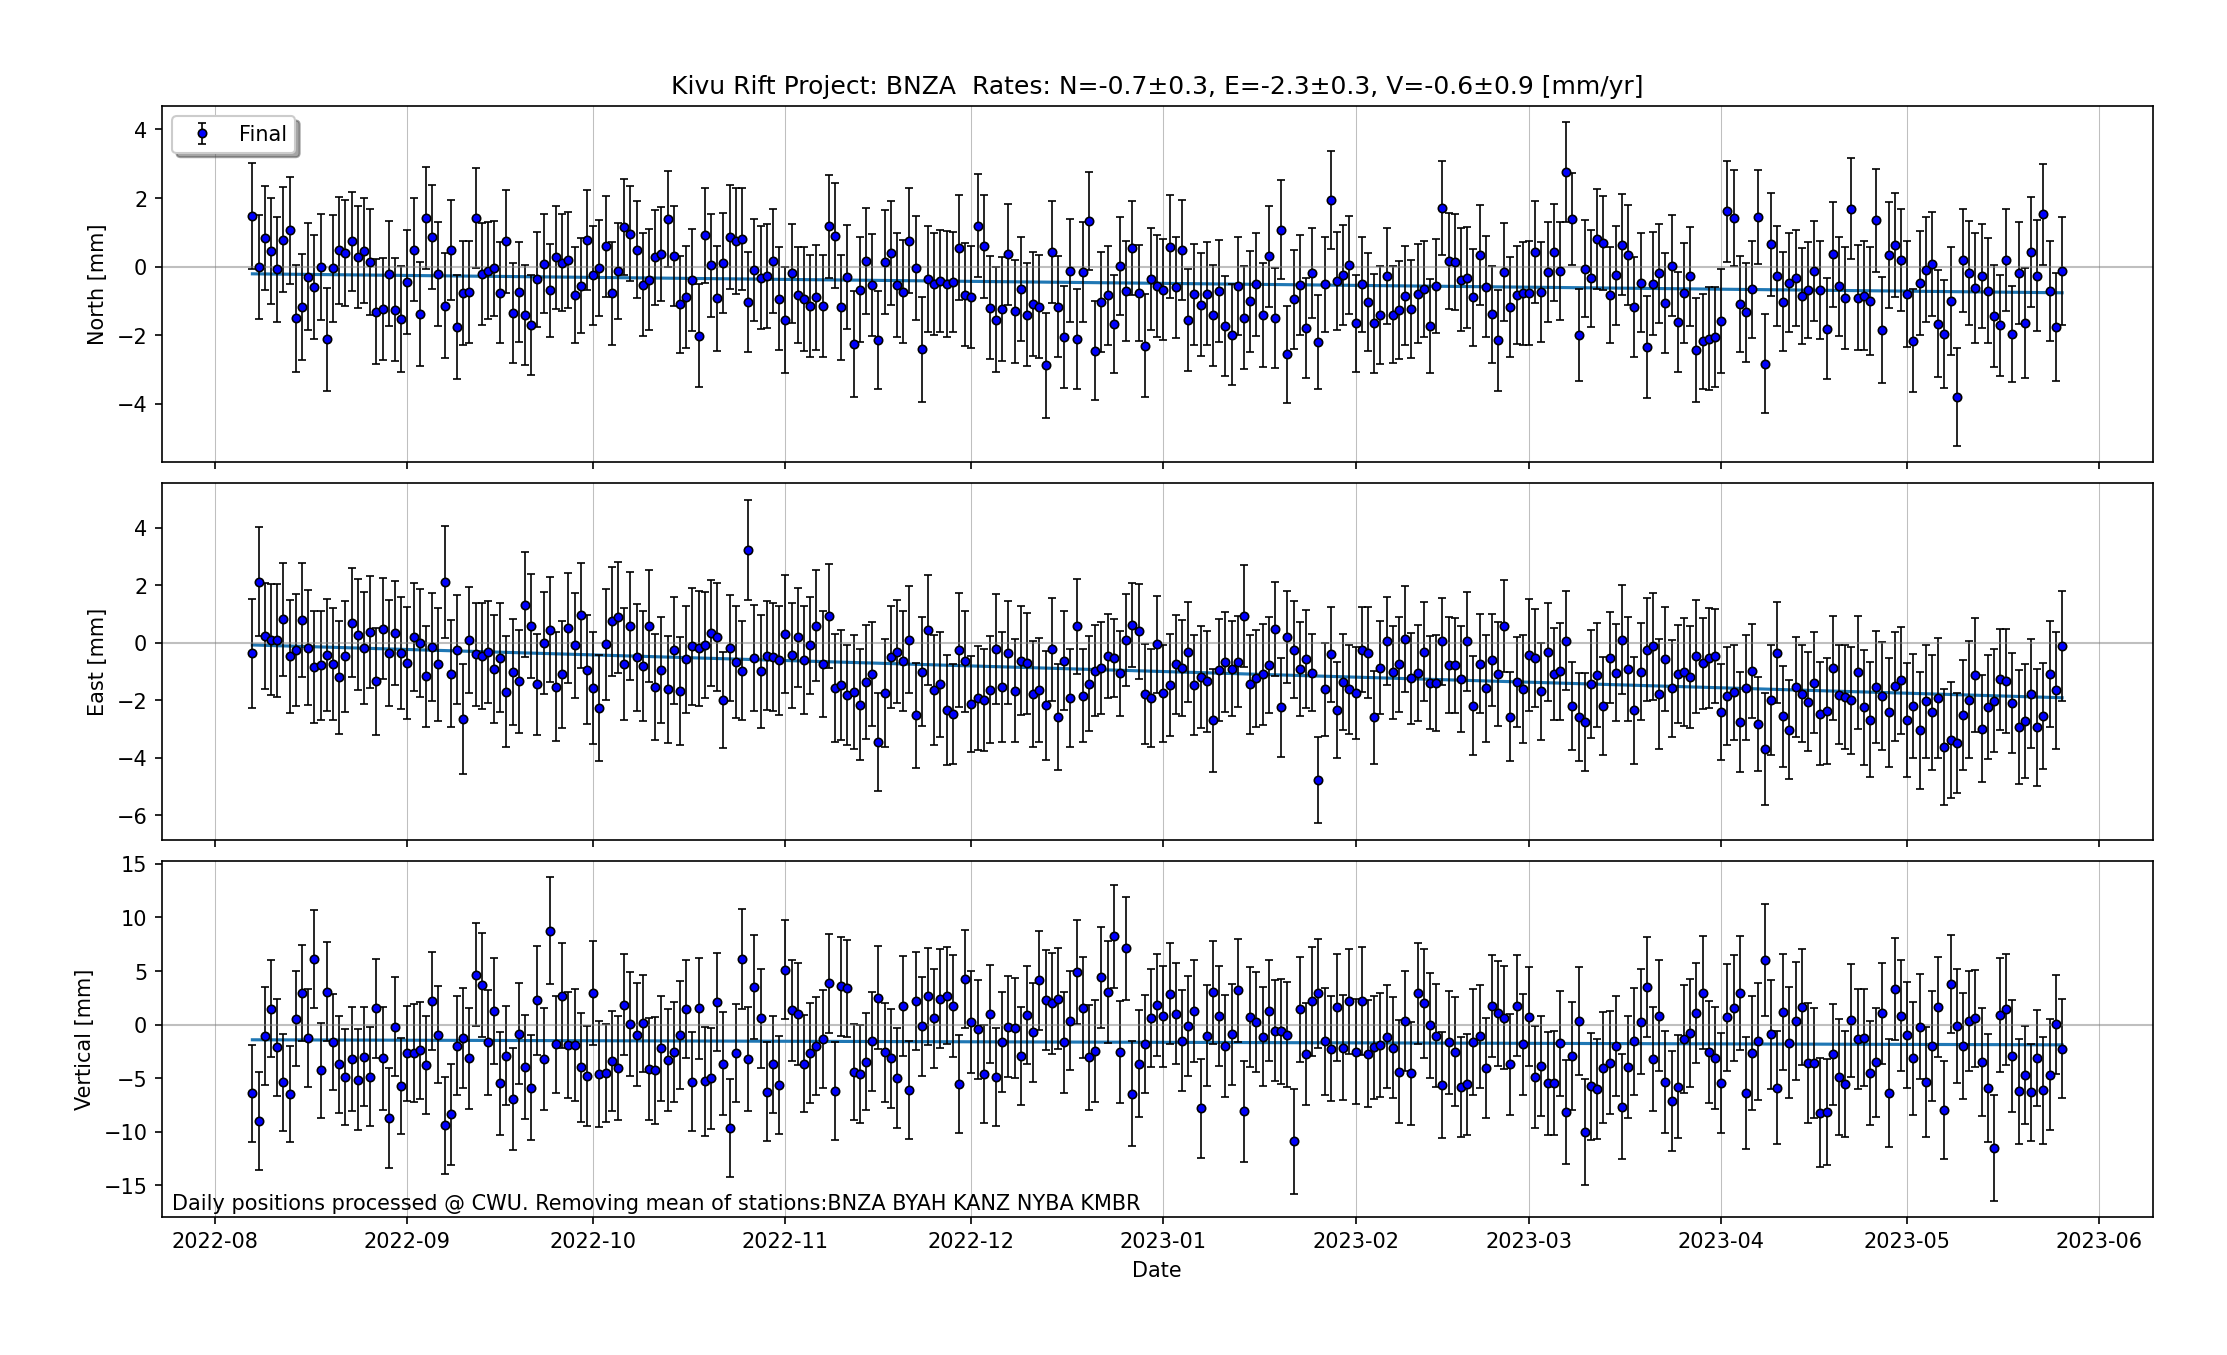 Kivu Rift Project: BNZA  Rates: N=-0.7±0.3, E=-2.3±0.3, V=-0.6±0.9 [mm/yr]
Final
4
2
0
−2
−4
North [mm]
4
2
0
−2
−4
−6
East [mm]
15
10
5
0
−5
−10
−15
Vertical [mm]
Daily positions processed @ CWU. Removing mean of stations:BNZA BYAH KANZ NYBA KMBR
2022-08 2022-09 2022-10 2022-11 2022-12 2023-01 2023-02 2023-03 2023-04 2023-05 2023-06
Date